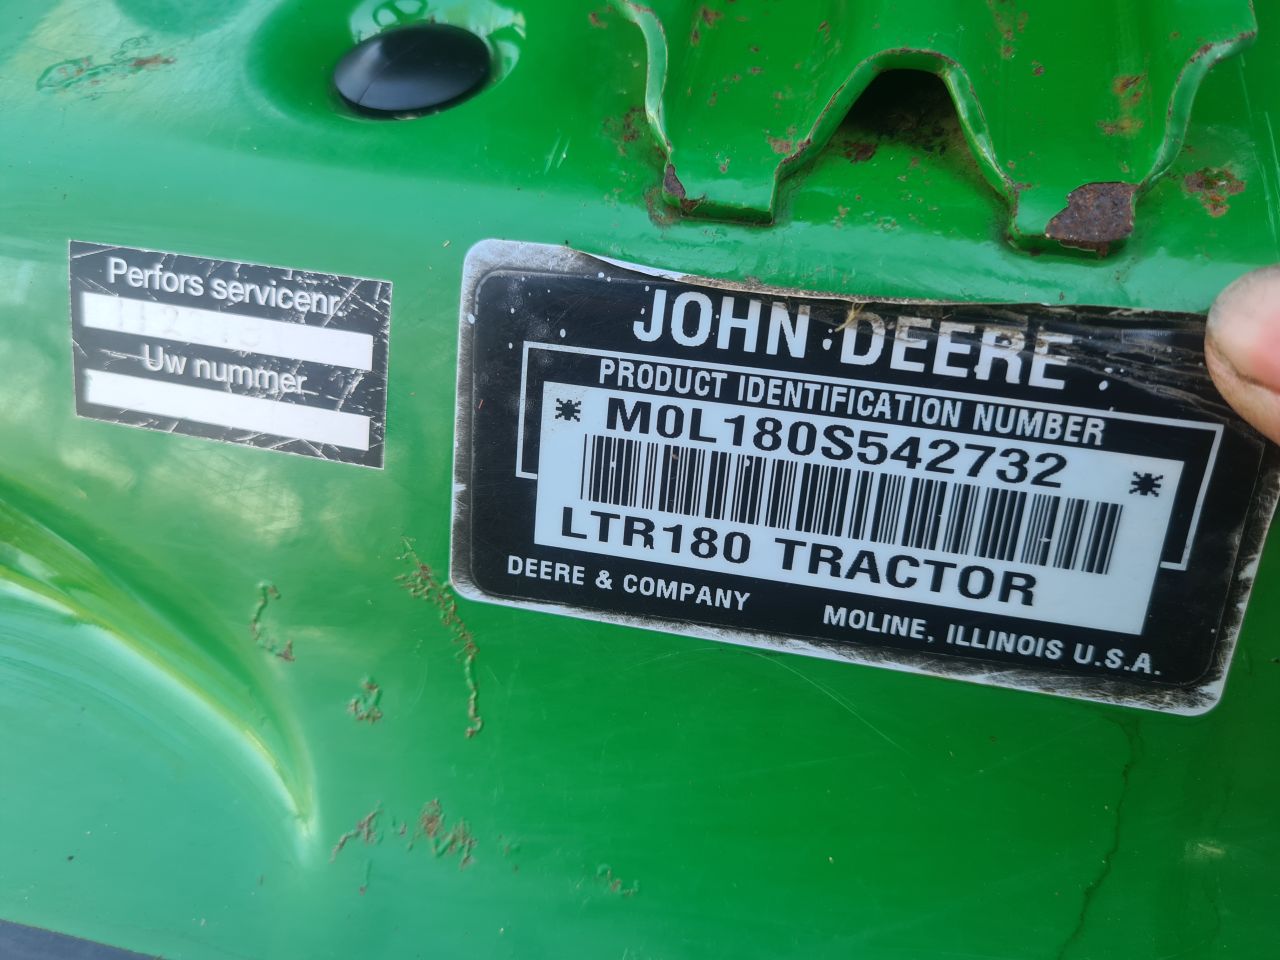 Perfors servicenr.
Uw nummer
JOHN DEERE
PRODUCT IDENTIFICATION NUMBER
* M0L180S542732 *
LTR180 TRACTOR
DEERE & COMPANY MOLINE, ILLINOIS U.S.A.